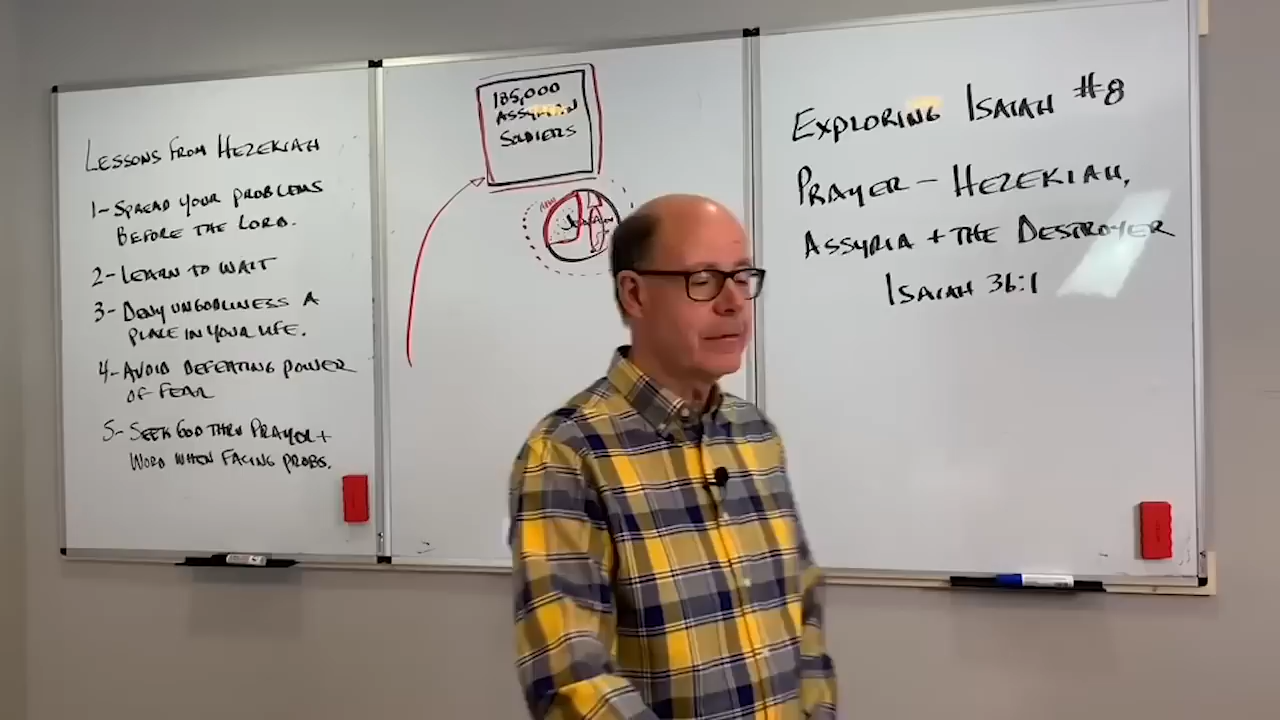 LESSONS FROM HEZEKIAH
1- SPREAD YOUR PROBLEMS
BEFORE THE LORD.
2- LEARN TO WAIT
3- DENY UNGODLINESS A
PLACE IN YOUR LIFE.
4- AVOID DEFEATING POWER
OF FEAR
5- SEEK GOD THRU PRAYER +
WORD WHEN FACING PROBS.
185,000
ASSYRIAN
SOLDIERS
EXPLORING ISAIAH #8
PRAYER - HEZEKIAH,
ASSYRIA + THE DESTROYER
ISAIAH 36:1